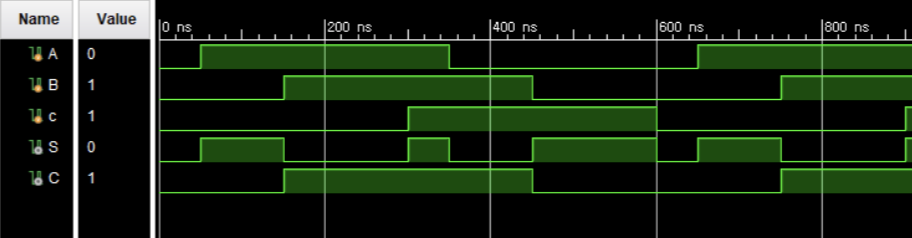 Name Value
0 ns 200 ns 400 ns 600 ns 800 ns
A 0
B 1
c 1
S 0
C 1